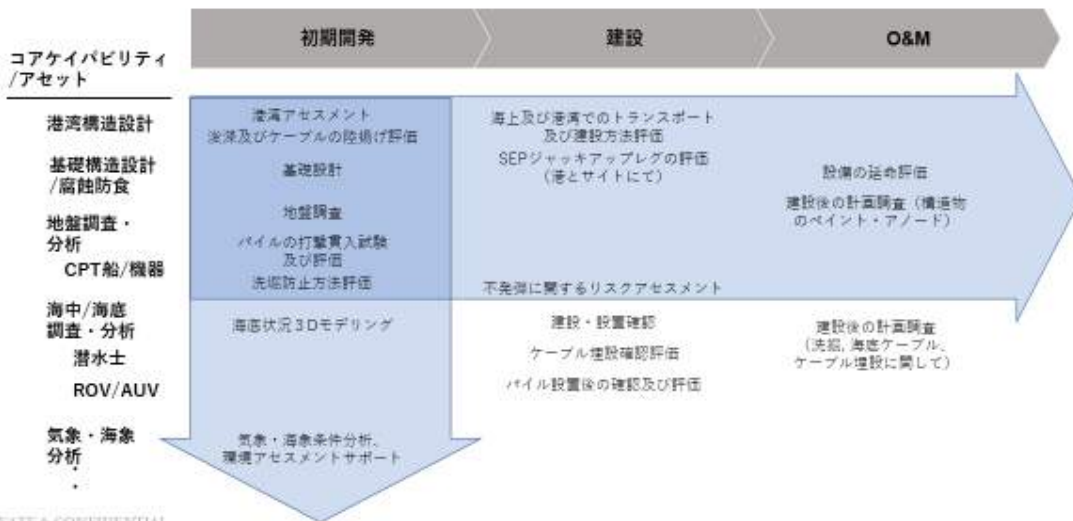 初期開発
建設
O&M
コアケイパビリティ
/アセット
港湾構造設計
港湾アセスメント
後薄及びケーブルの陸揚げ評価
海上及び港湾でのトランスポート
及び建設方法評価
基礎構造設計
/腐蝕防食
基礎設計
SEPジャッキアップレグの評価
(港とサイトにて)
設備の延命評価
地盤調査・
分析
地盤調査
建設後の計画調査（構造物
のペイント・アノード）
パイルの打撃貫入試験
及び評価
CPT船/機器
洗堀防止方法評価
不発弾に関するリスクアセスメント
海中/海底
調査・分析
海底状況３Dモデリング
建設・設置確認
建設後の計画調査
(洗堀, 海底ケーブル、
ケーブル埋設に関して)
潜水士
ケーブル埋設確認評価
ROV/AUV
パイル設置後の確認及び評価
気象・海象
分析
気象・海象条件分析、
環境アセスメントサポート